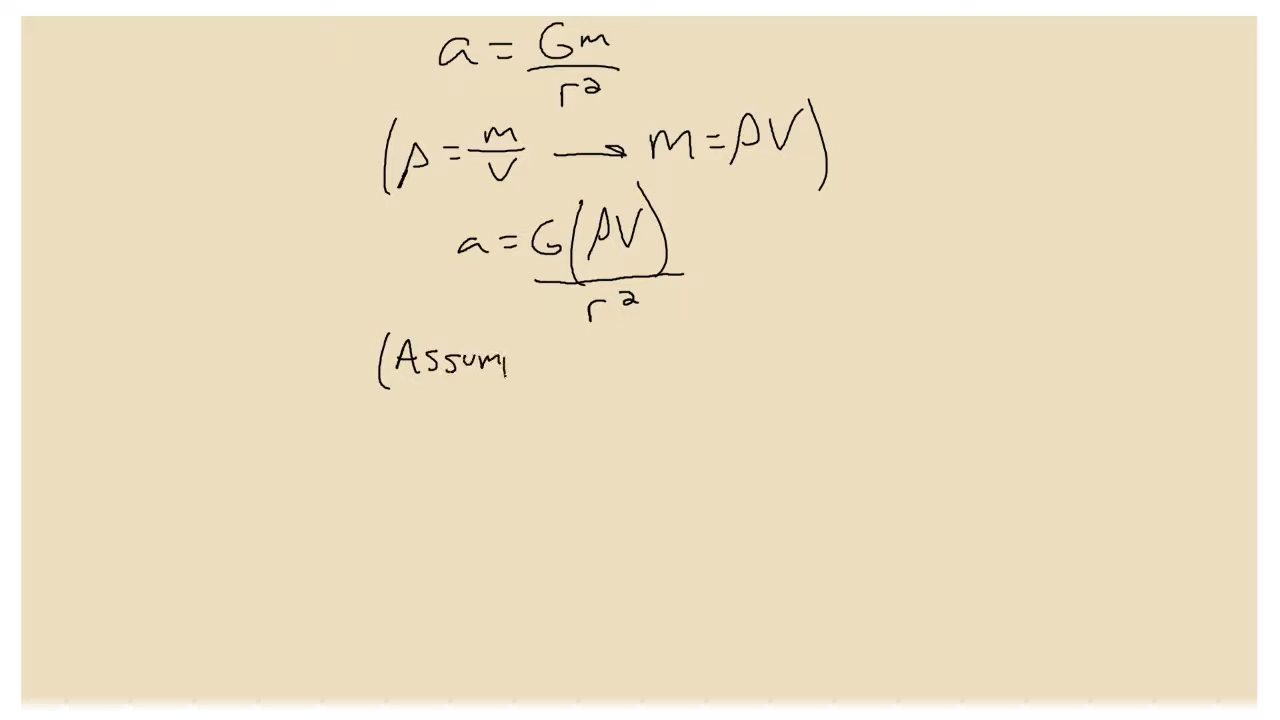 a = Gm / r²
(ρ = m/V → m = ρV)
a = G(ρV) / r²
(Assum